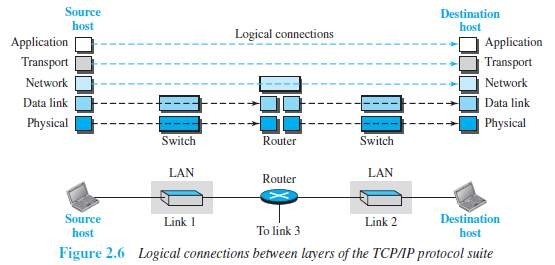 Source
host
Destination
host
Logical connections
Application
Application
Transport
Transport
Network
Network
Data link
Data link
Physical
Physical
Switch
Router
Switch
LAN
Router
LAN
Source
host
Link 1
To link 3
Link 2
Destination
host
Figure 2.6 Logical connections between layers of the TCP/IP protocol suite